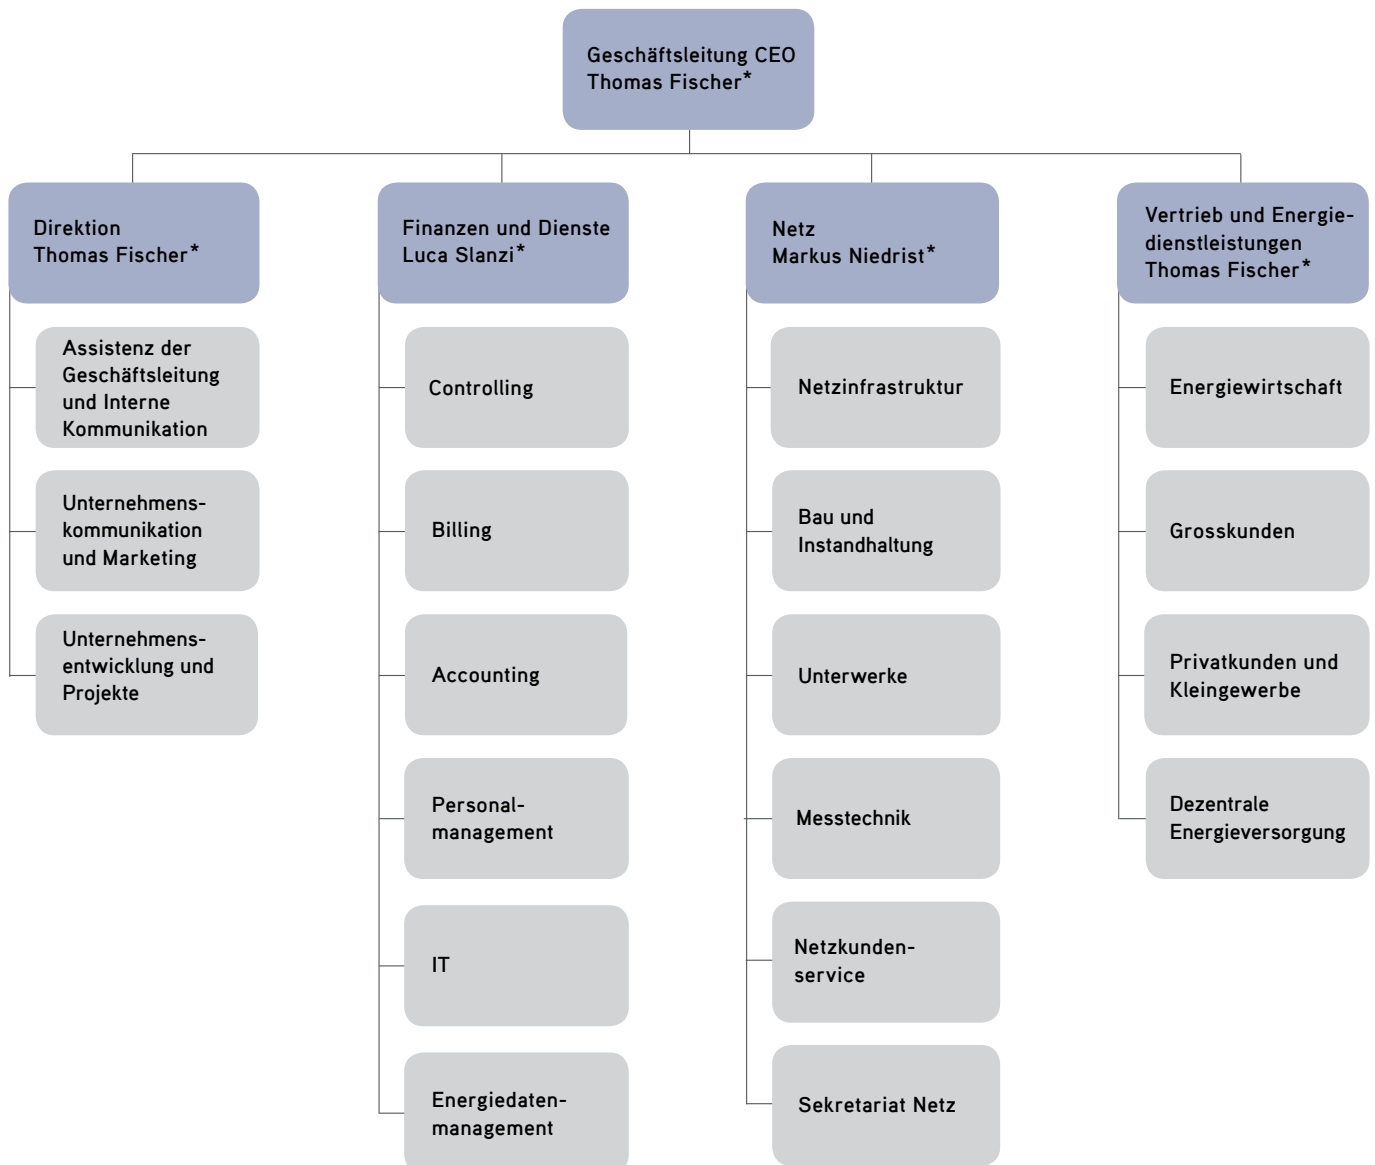 Geschäftsleitung CEO
Thomas Fischer*
Direktion
Thomas Fischer*
Assistenz der
Geschäftsleitung
und Interne
Kommunikation
Unternehmens-
kommunikation
und Marketing
Unternehmens-
entwicklung und
Projekte
Finanzen und Dienste
Luca Slanzi*
Controlling
Billing
Accounting
Personal-
management
IT
Energiedaten-
management
Netz
Markus Niedrist*
Netzinfrastruktur
Bau und
Instandhaltung
Unterwerke
Messtechnik
Netzkunden-
service
Sekretariat Netz
Vertrieb und Energie-
dienstleistungen
Thomas Fischer*
Energiewirtschaft
Grosskunden
Privatkunden und
Kleingewerbe
Dezentrale
Energieversorgung